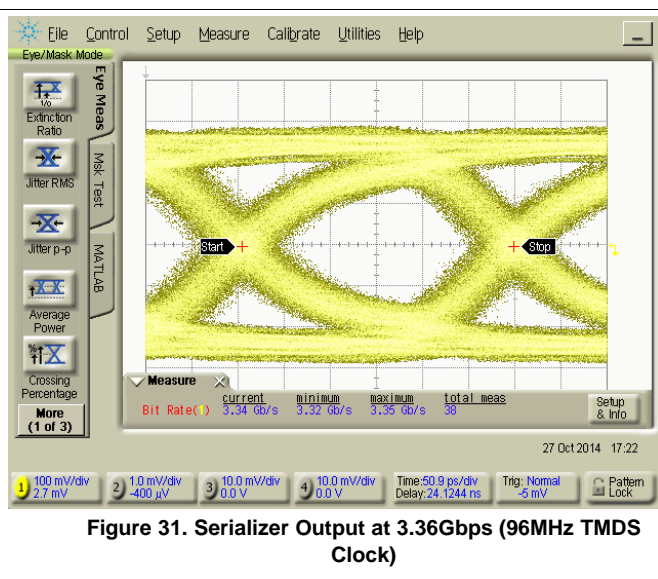 File Control Setup Measure Calibrate Utilities Help
Eye/Mask Mode
Eye Meas
Msk Test
MATLAB
1/0
Extinction
Ratio
Jitter RMS
Jitter p-p
Average
Power
Crossing
Percentage
More
(1 of 3)
Start
Stop
Measure
current minimum maximum total meas
Bit Rate(1) 3.34 Gb/s 3.32 Gb/s 3.35 Gb/s 38
Setup
& Info
27 Oct 2014 17:22
1 100 mV/div
2.7 mV
2 1.0 mV/div
-400 µV
3 10.0 mV/div
0.0 V
4 10.0 mV/div
0.0 V
Time:50.9 ps/div
Delay:24.1244 ns
Trig: Normal
-5 mV
Pattern
Lock
Figure 31. Serializer Output at 3.36Gbps (96MHz TMDS
Clock)